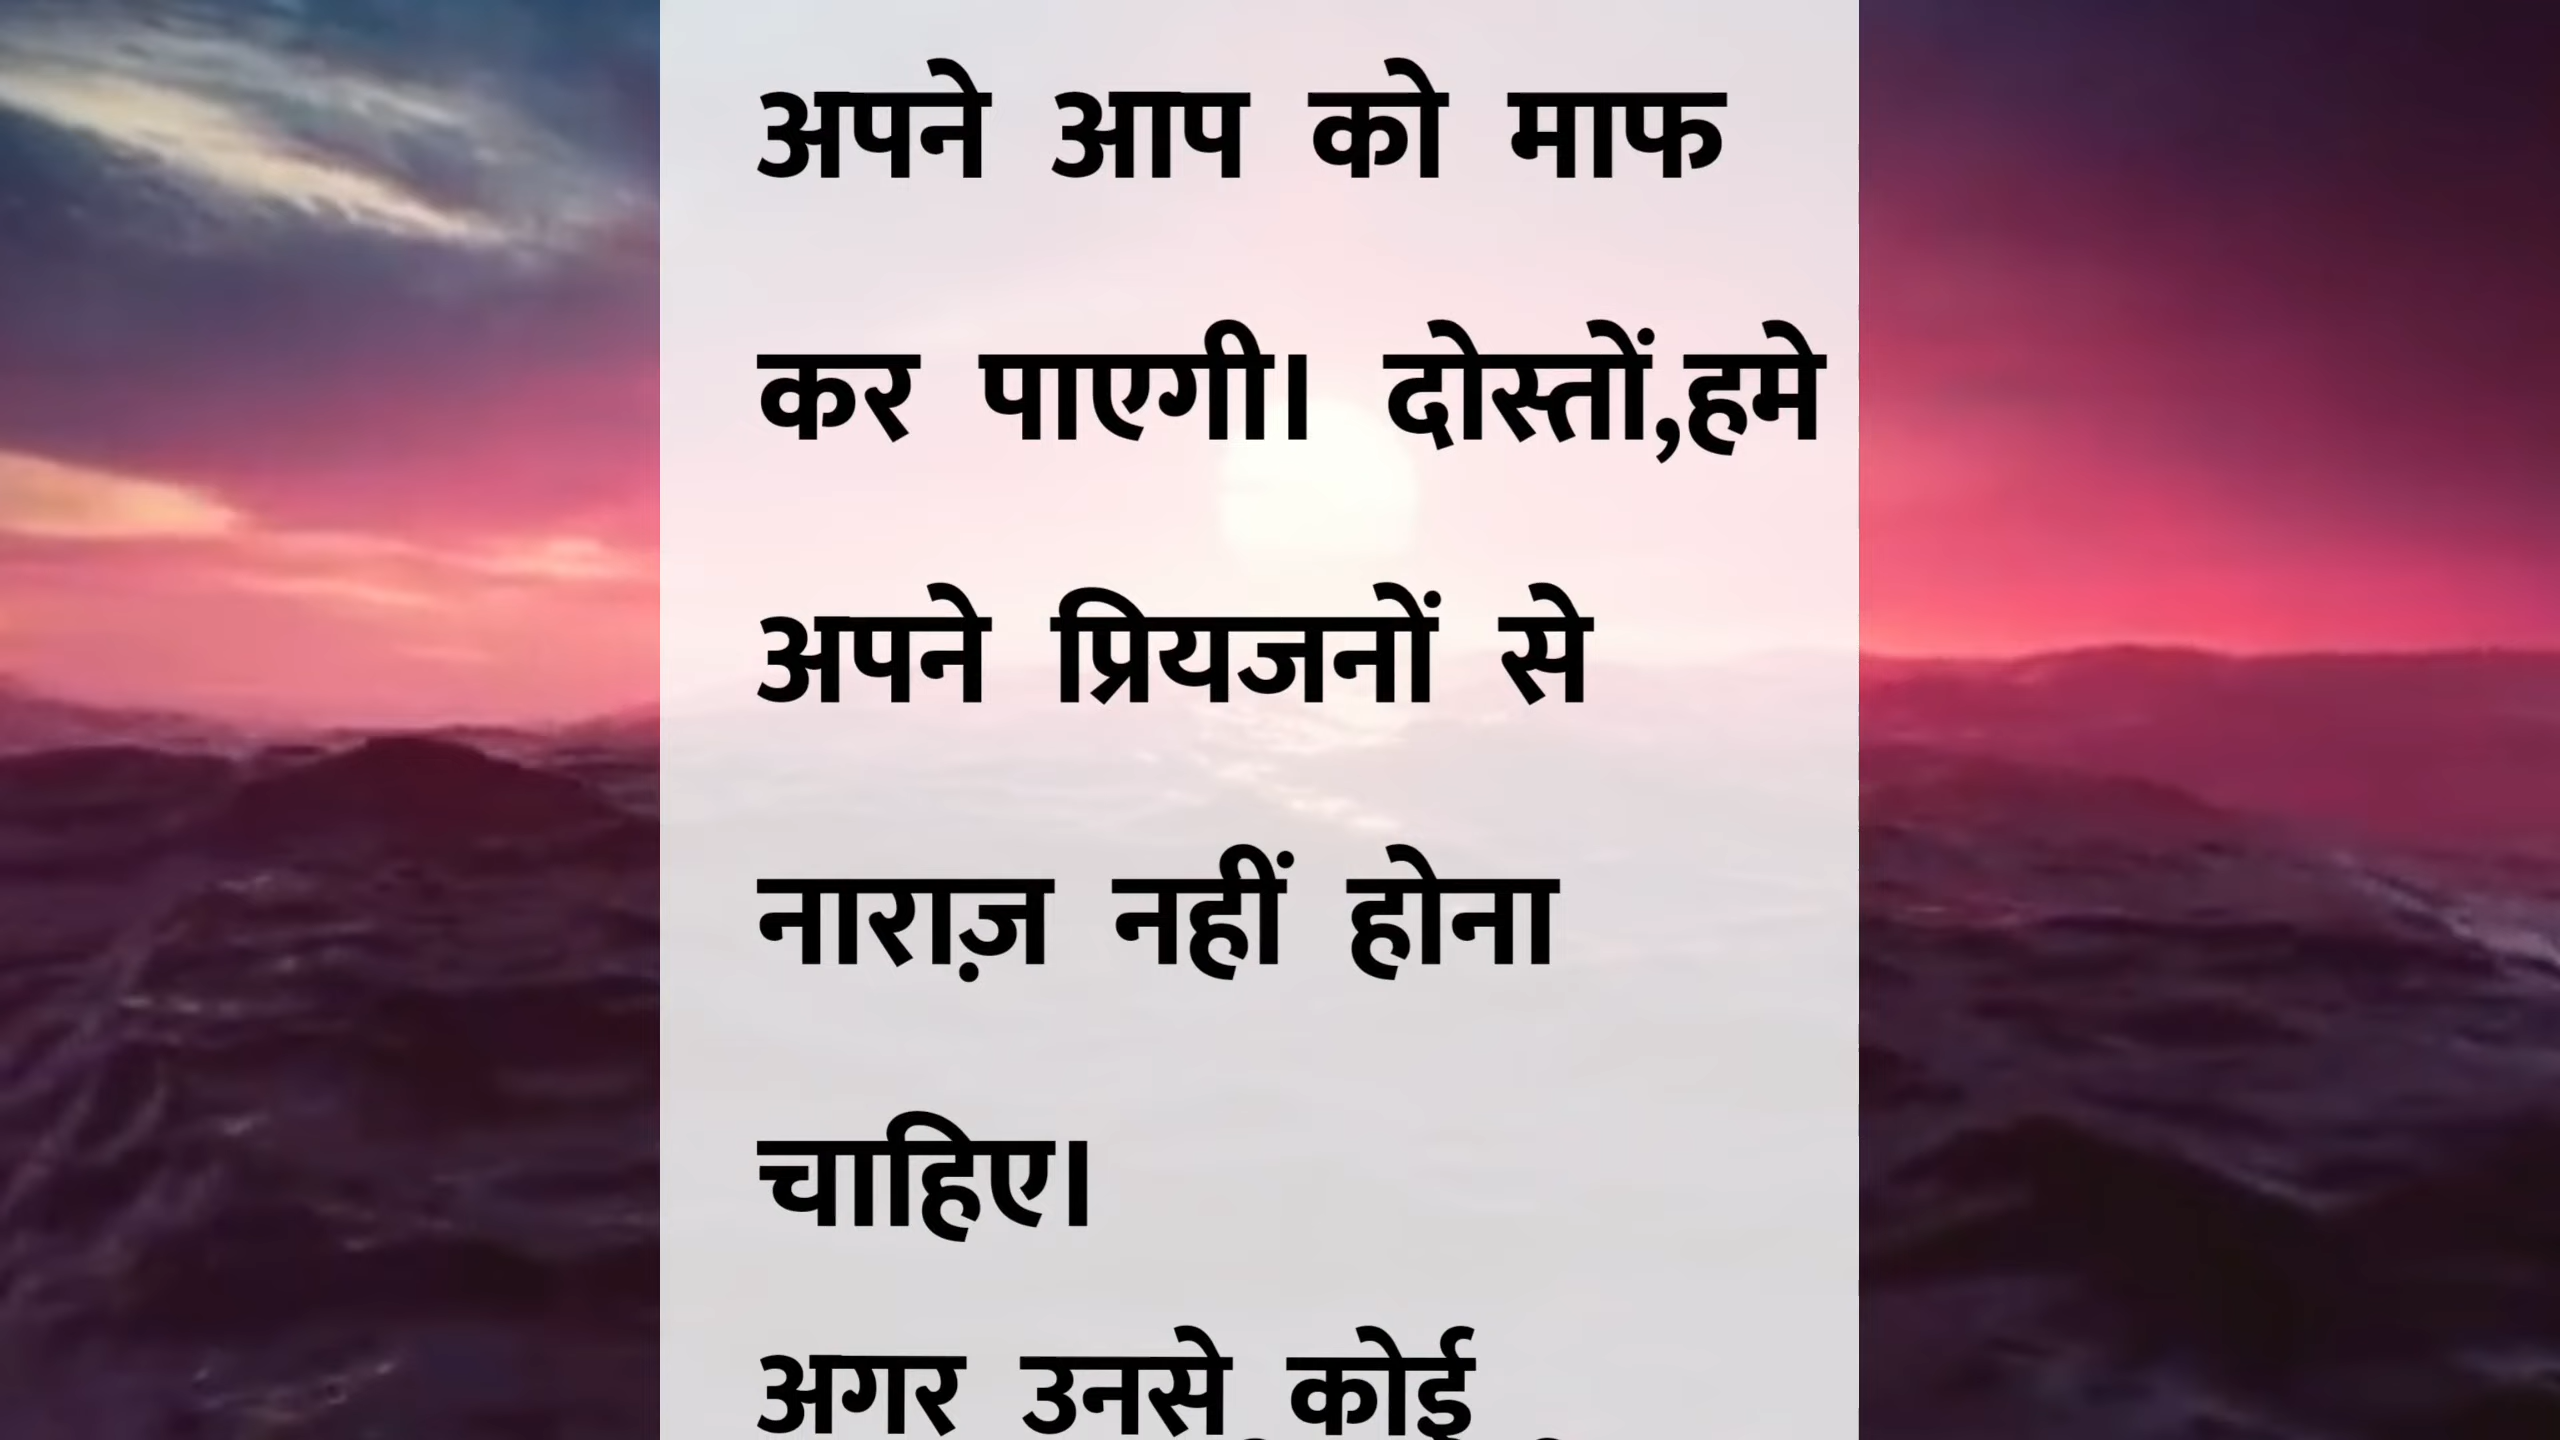 अपने आप को माफ
कर पाएगी। दोस्तों,हमे
अपने प्रियजनों से
नाराज़ नहीं होना
चाहिए।
अगर उनसे कोई